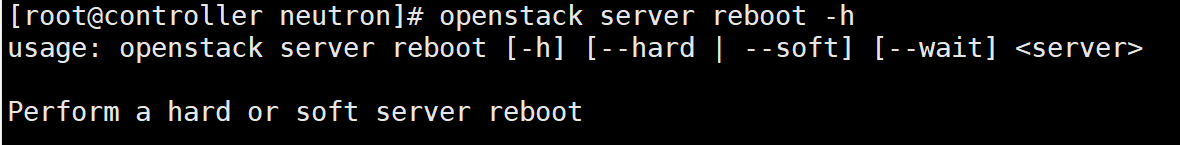 [root@controller neutron]# openstack server reboot -h
usage: openstack server reboot [-h] [--hard | --soft] [--wait] <server>
Perform a hard or soft server reboot